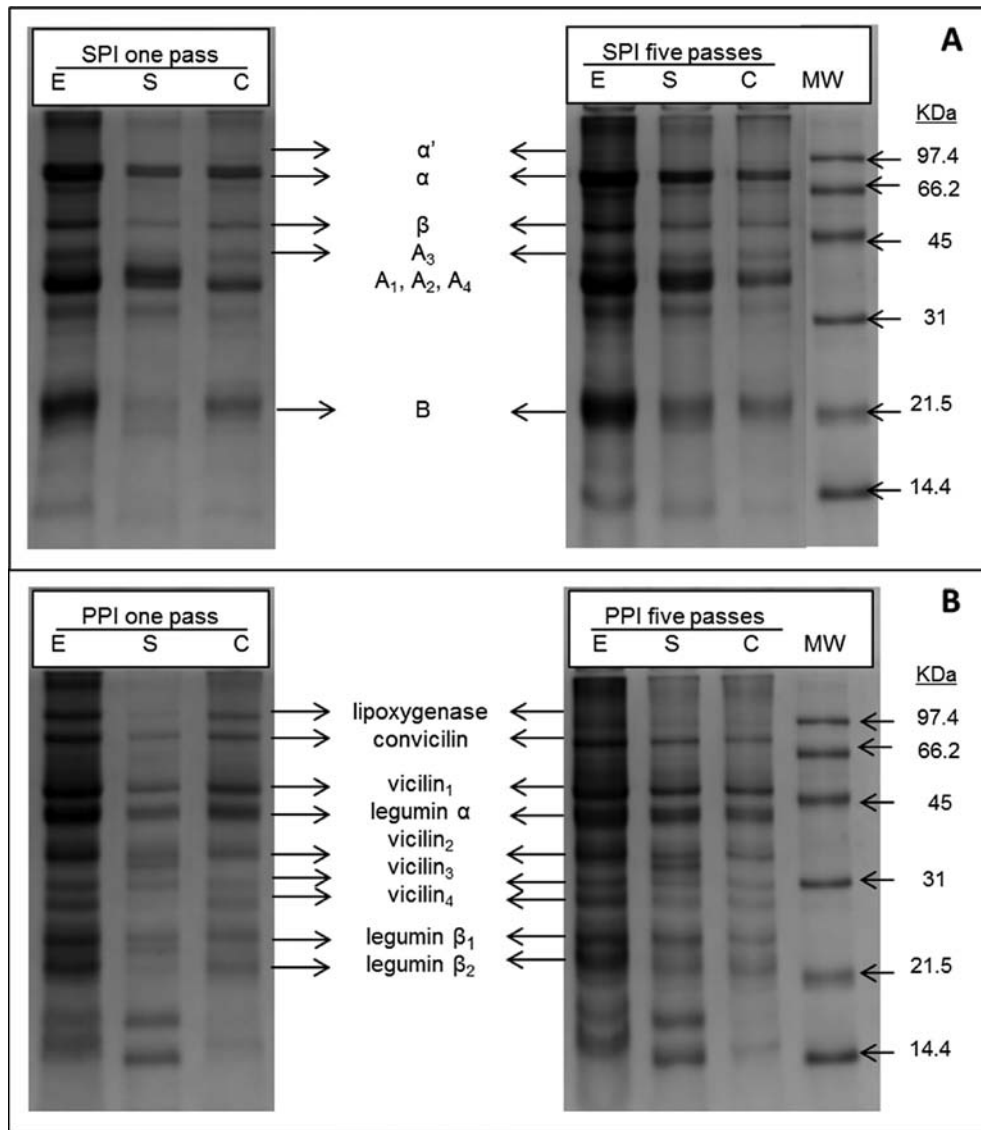 A
SPI one pass
E S C
SPI five passes
E S C MW
KDa
α’
α
β
A₃
A₁, A₂, A₄
B
97.4
66.2
45
31
21.5
14.4
B
PPI one pass
E S C
PPI five passes
E S C MW
KDa
lipoxygenase
convicilin
vicilin₁
legumin α
vicilin₂
vicilin₃
vicilin₄
legumin β₁
legumin β₂
97.4
66.2
45
31
21.5
14.4